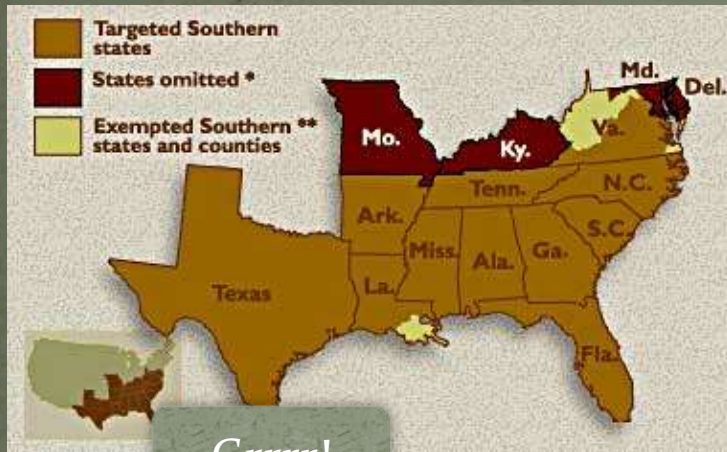 Targeted Southern
states
States omitted *
Exempted Southern **
states and counties
Md.
Del.
Mo.
Ky.
Va.
Tenn.
N.C.
Ark.
S.C.
Miss.
Ala.
Ga.
La.
Texas
Fla.
Grrrr!